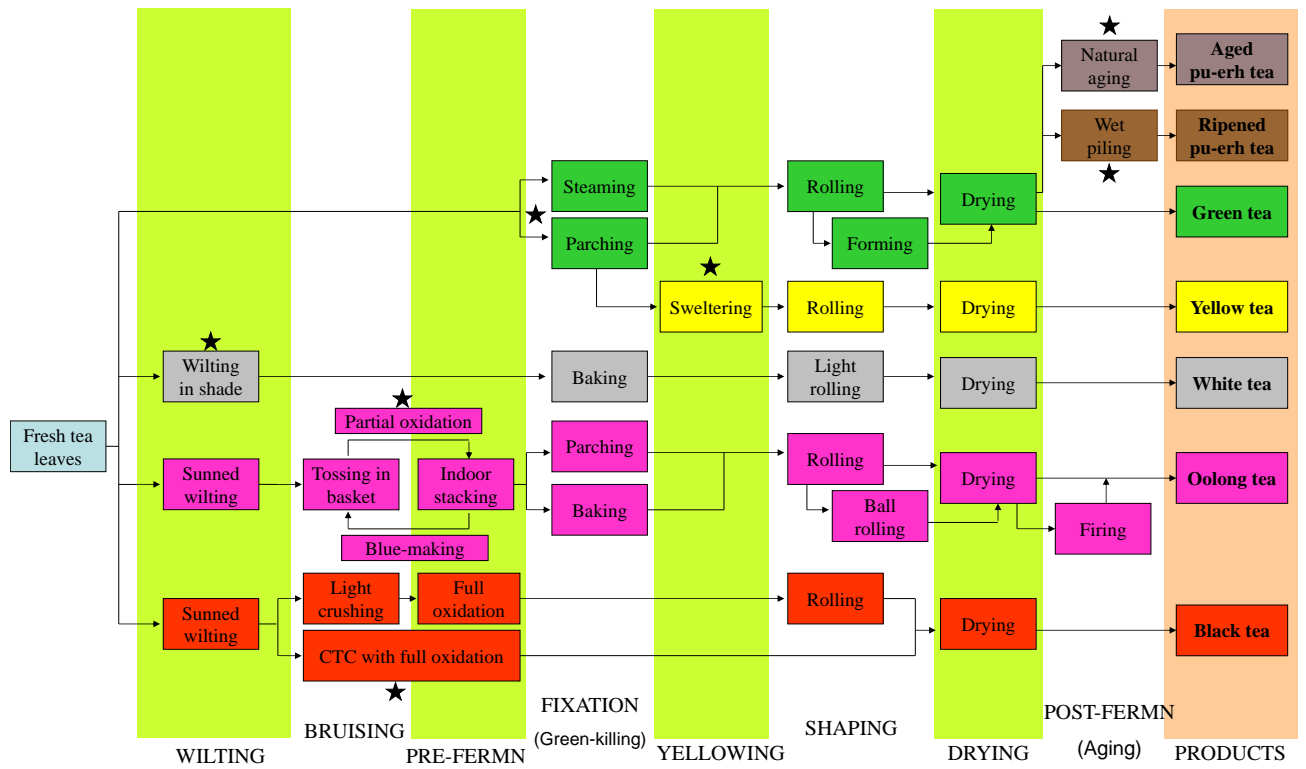 Natural
aging
Aged
pu-erh tea
Wet
piling
Ripened
pu-erh tea
Steaming
Rolling
Drying
Green tea
Parching
Forming
Sweltering
Rolling
Drying
Yellow tea
Wilting
in shade
Baking
Light
rolling
Drying
White tea
Fresh tea
leaves
Partial oxidation
Sunned
wilting
Tossing in
basket
Indoor
stacking
Blue-making
Parching
Baking
Rolling
Ball
rolling
Drying
Firing
Oolong tea
Sunned
wilting
Light
crushing
Full
oxidation
CTC with full oxidation
Rolling
Drying
Black tea
WILTING
BRUISING
PRE-FERMN
FIXATION
(Green-killing)
YELLOWING
SHAPING
DRYING
POST-FERMN
(Aging)
PRODUCTS